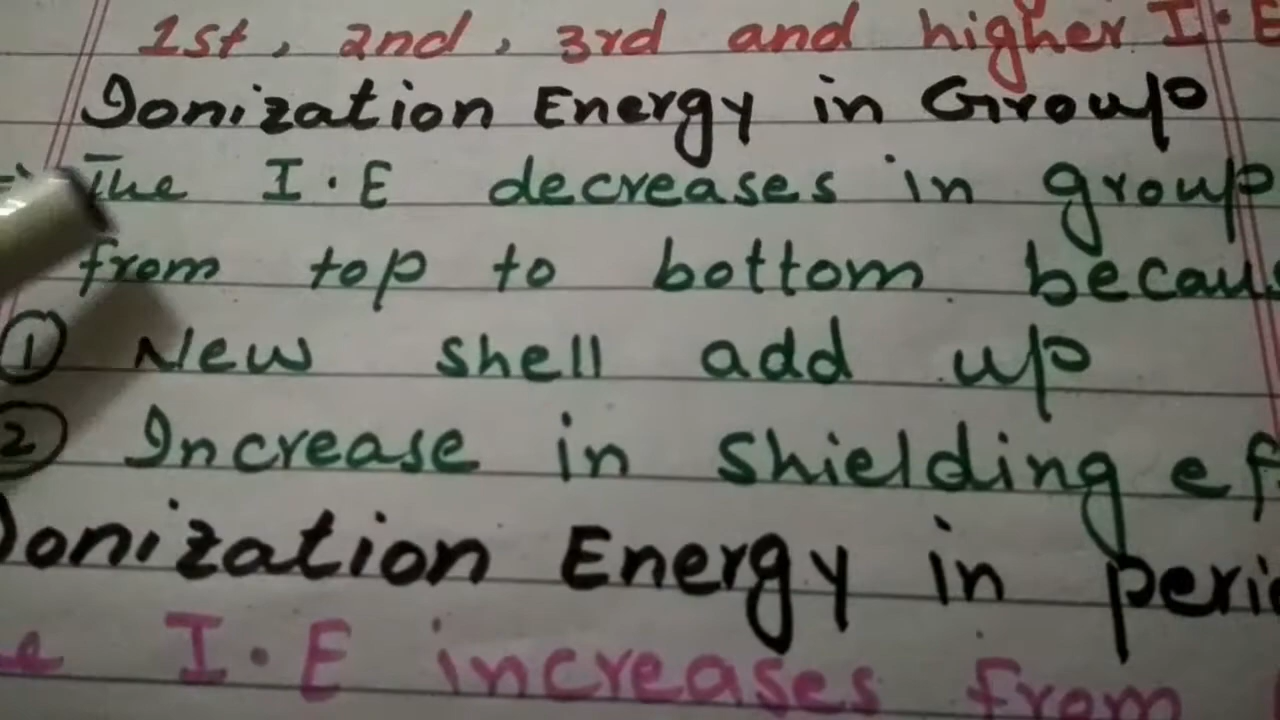 1st, 2nd, 3rd and higher I.E
Ionization Energy in Group
The I.E decreases in group
from top to bottom becaus
① New shell add up
② Increase in shielding ef
Ionization Energy in peri
I.E increases from